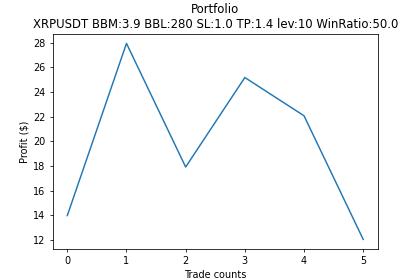 Portfolio
XRPUSDT BBM:3.9 BBL:280 SL:1.0 TP:1.4 lev:10 WinRatio:50.0
28
26
24
22
20
18
16
14
12
Profit ($)
0 1 2 3 4 5
Trade counts